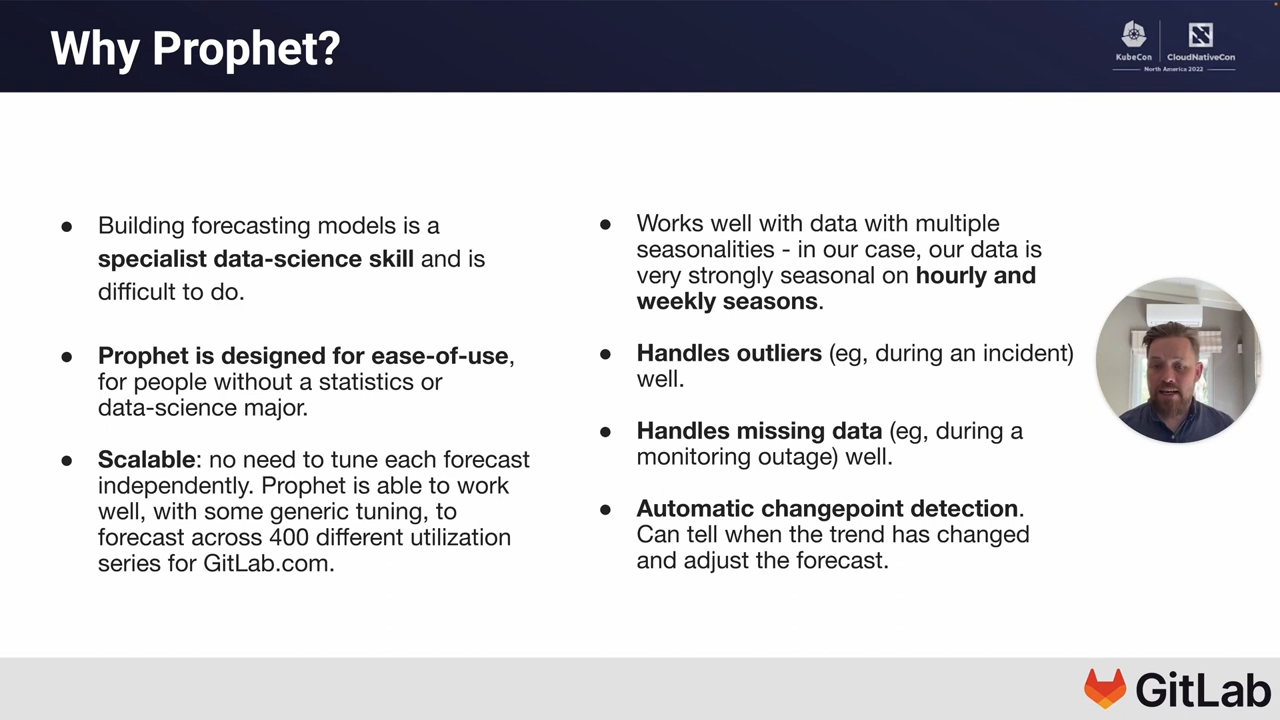 Why Prophet?
KubeCon
CloudNativeCon
North America 2022
● Building forecasting models is a
specialist data-science skill and is
difficult to do.
● Prophet is designed for ease-of-use,
for people without a statistics or
data-science major.
● Scalable: no need to tune each forecast
independently. Prophet is able to work
well, with some generic tuning, to
forecast across 400 different utilization
series for GitLab.com.
● Works well with data with multiple
seasonalities - in our case, our data is
very strongly seasonal on hourly and
weekly seasons.
● Handles outliers (eg, during an incident)
well.
● Handles missing data (eg, during a
monitoring outage) well.
● Automatic changepoint detection.
Can tell when the trend has changed
and adjust the forecast.
GitLab